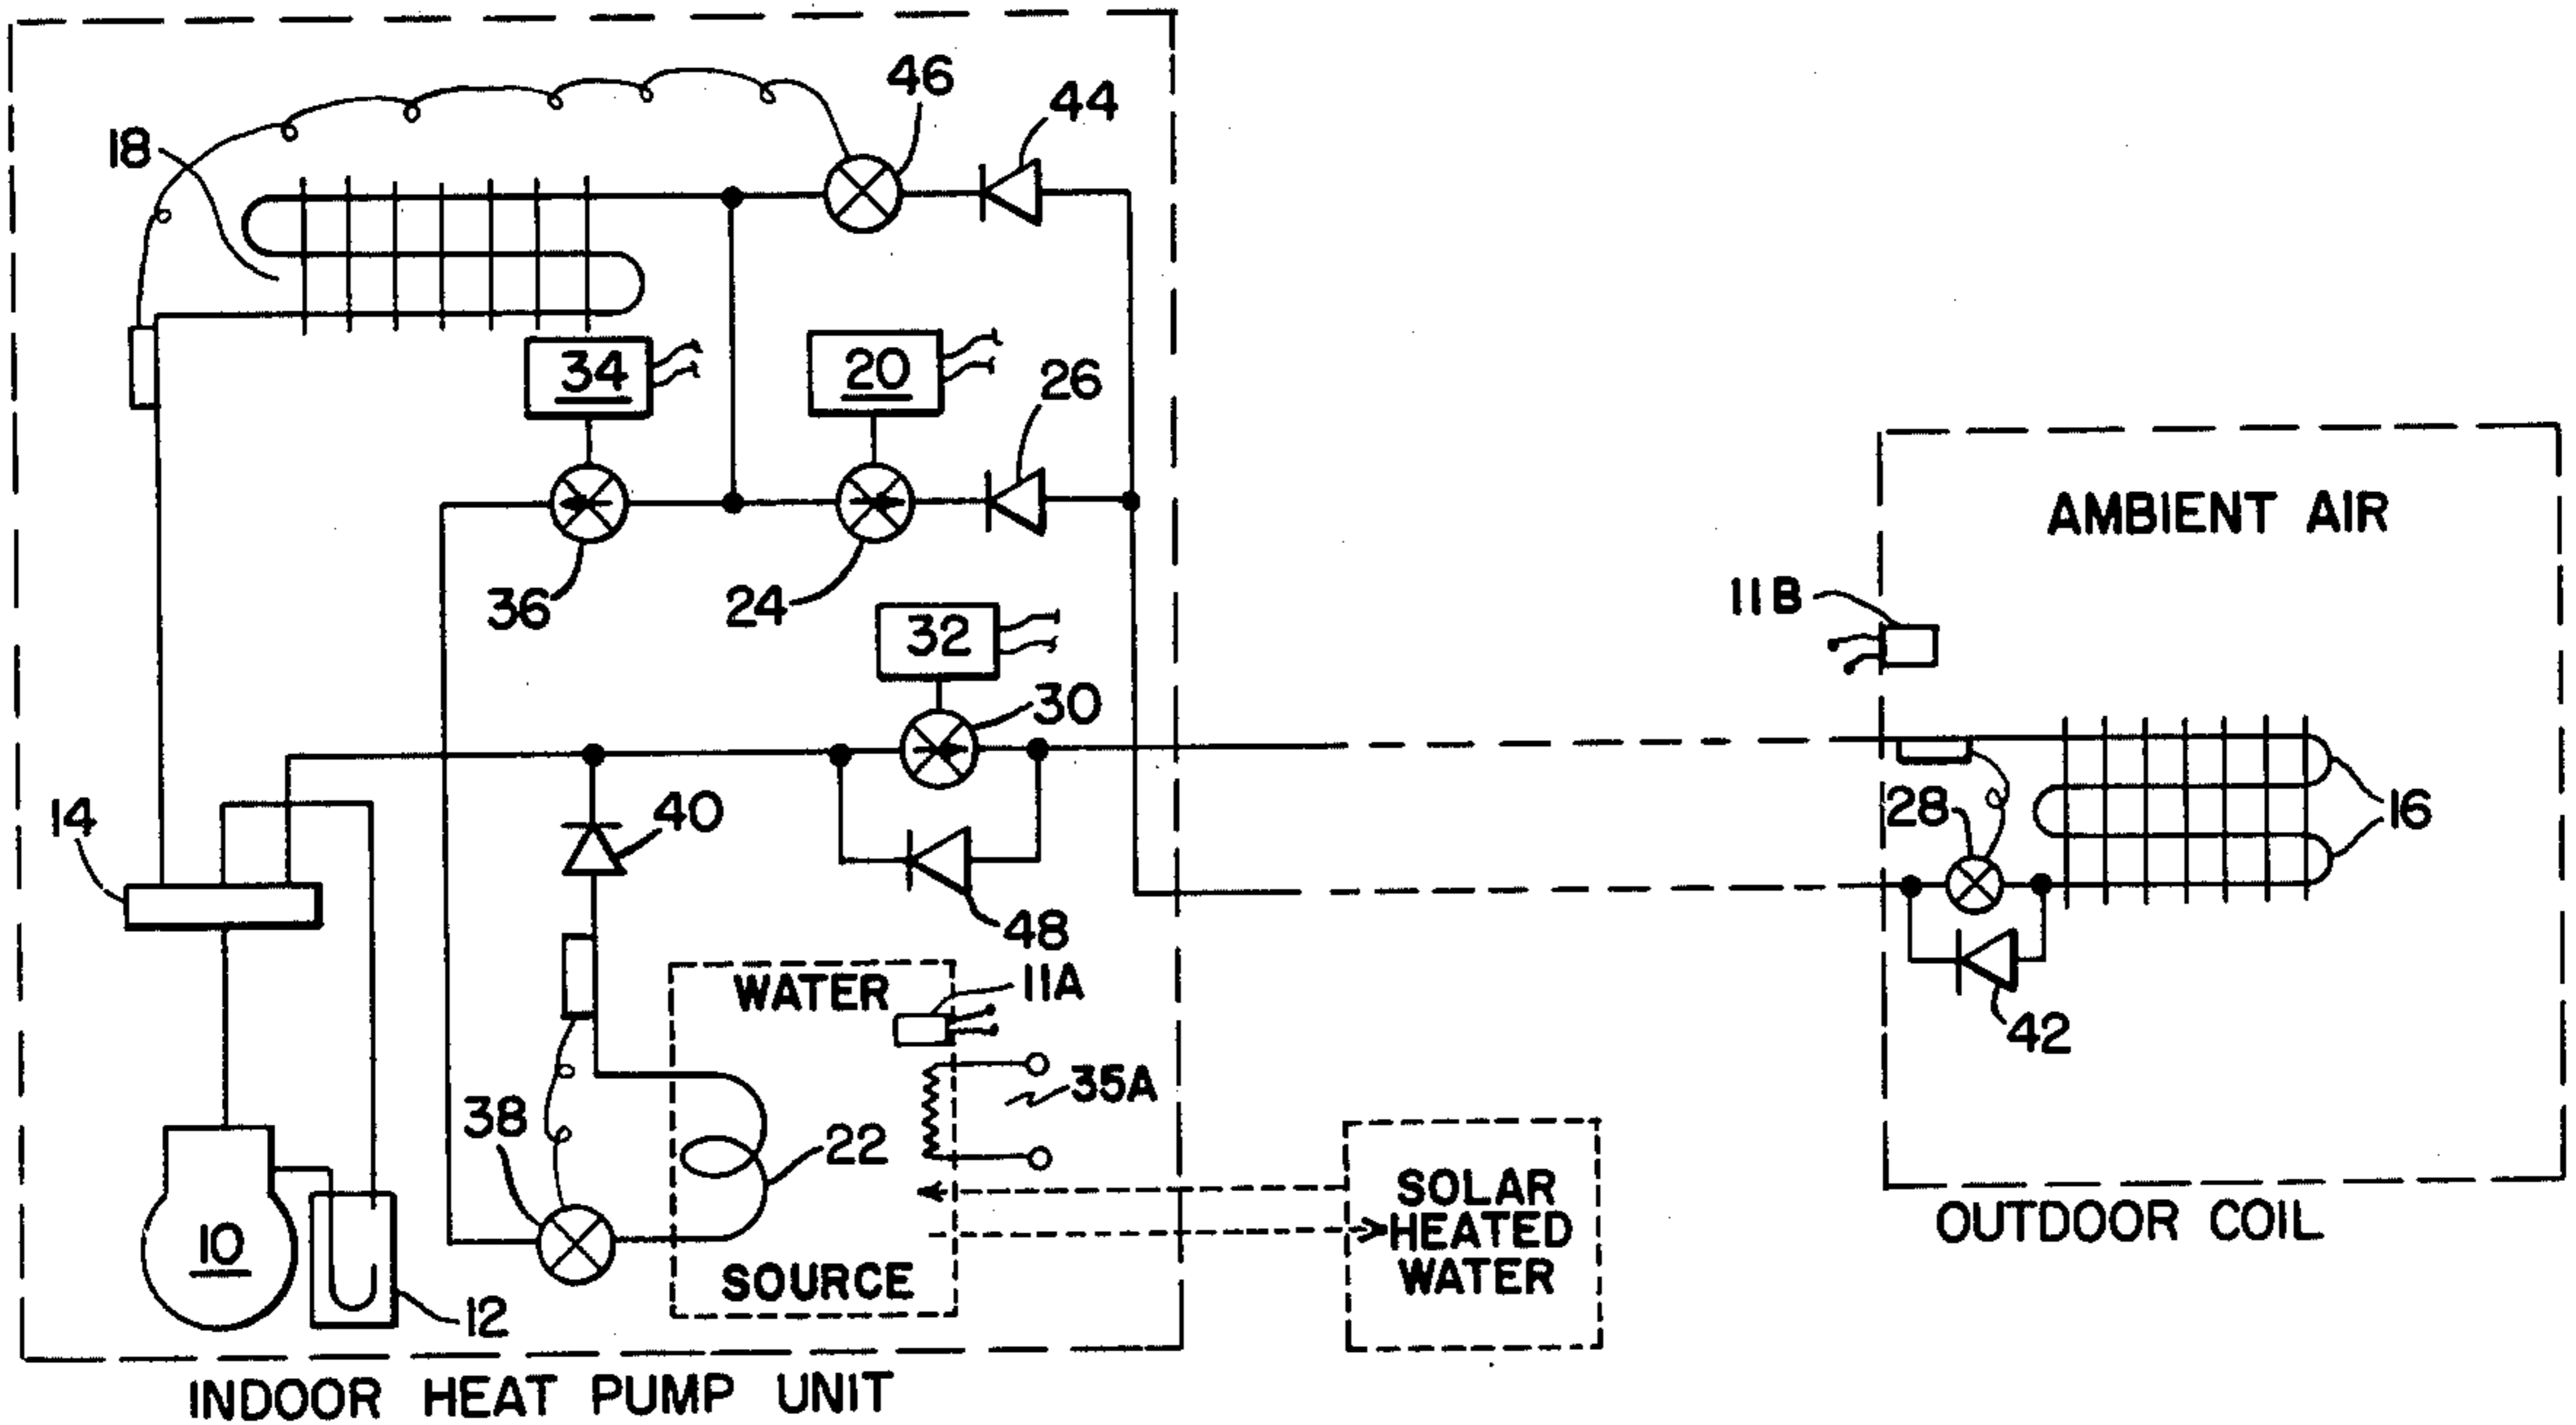 46
44
18
34
20
26
AMBIENT AIR
36
24
11B
32
30
14
40
28
16
48
WATER
11A
42
35A
38
22
SOLAR
HEATED
WATER
10
SOURCE
OUTDOOR COIL
12
INDOOR HEAT PUMP UNIT